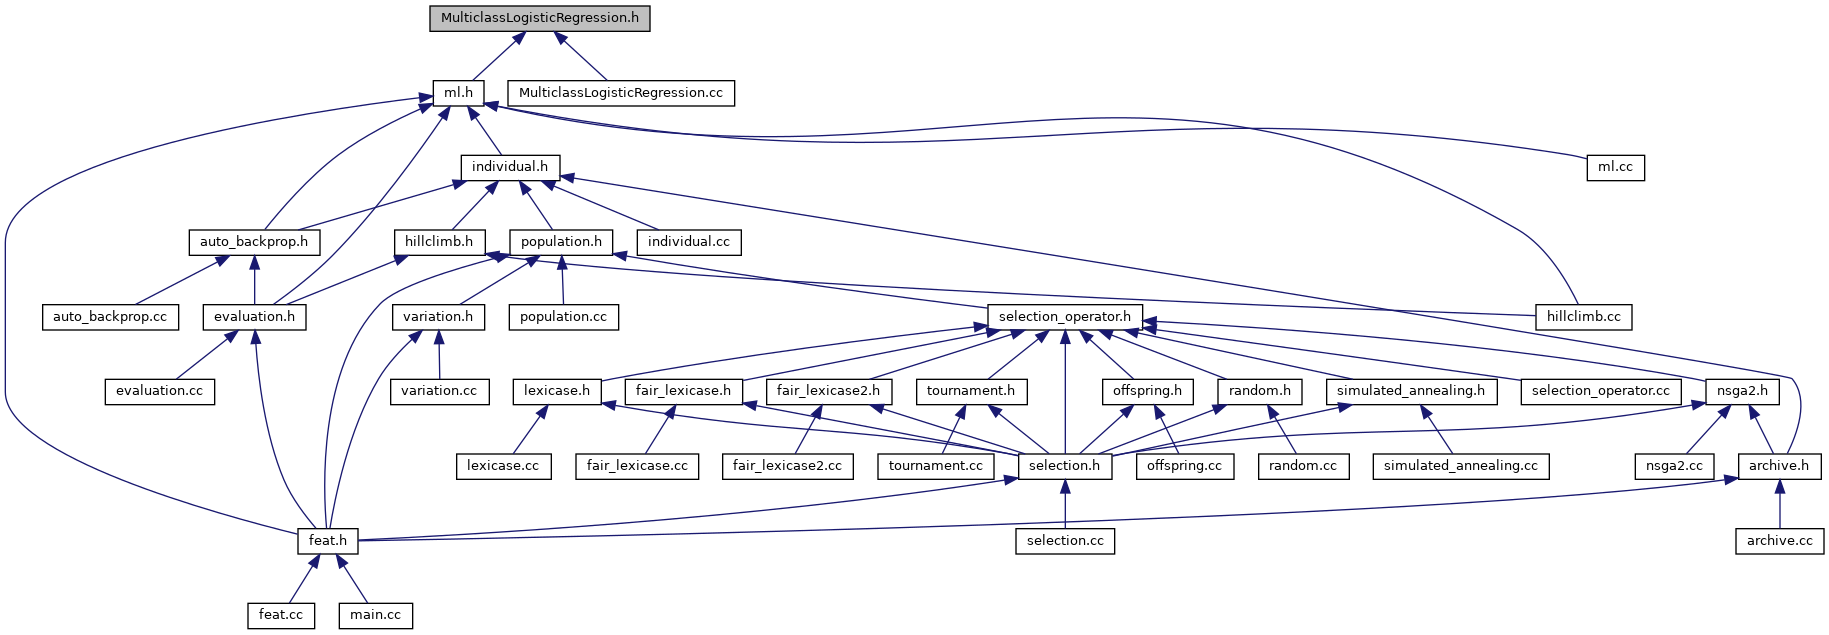 MulticlassLogisticRegression.h
ml.h
MulticlassLogisticRegression.cc
individual.h
ml.cc
auto_backprop.h
hillclimb.h
population.h
individual.cc
auto_backprop.cc
evaluation.h
variation.h
population.cc
selection_operator.h
hillclimb.cc
evaluation.cc
variation.cc
lexicase.h
fair_lexicase.h
fair_lexicase2.h
tournament.h
offspring.h
random.h
simulated_annealing.h
selection_operator.cc
nsga2.h
lexicase.cc
fair_lexicase.cc
fair_lexicase2.cc
tournament.cc
selection.h
offspring.cc
random.cc
simulated_annealing.cc
nsga2.cc
archive.h
feat.h
selection.cc
archive.cc
feat.cc
main.cc